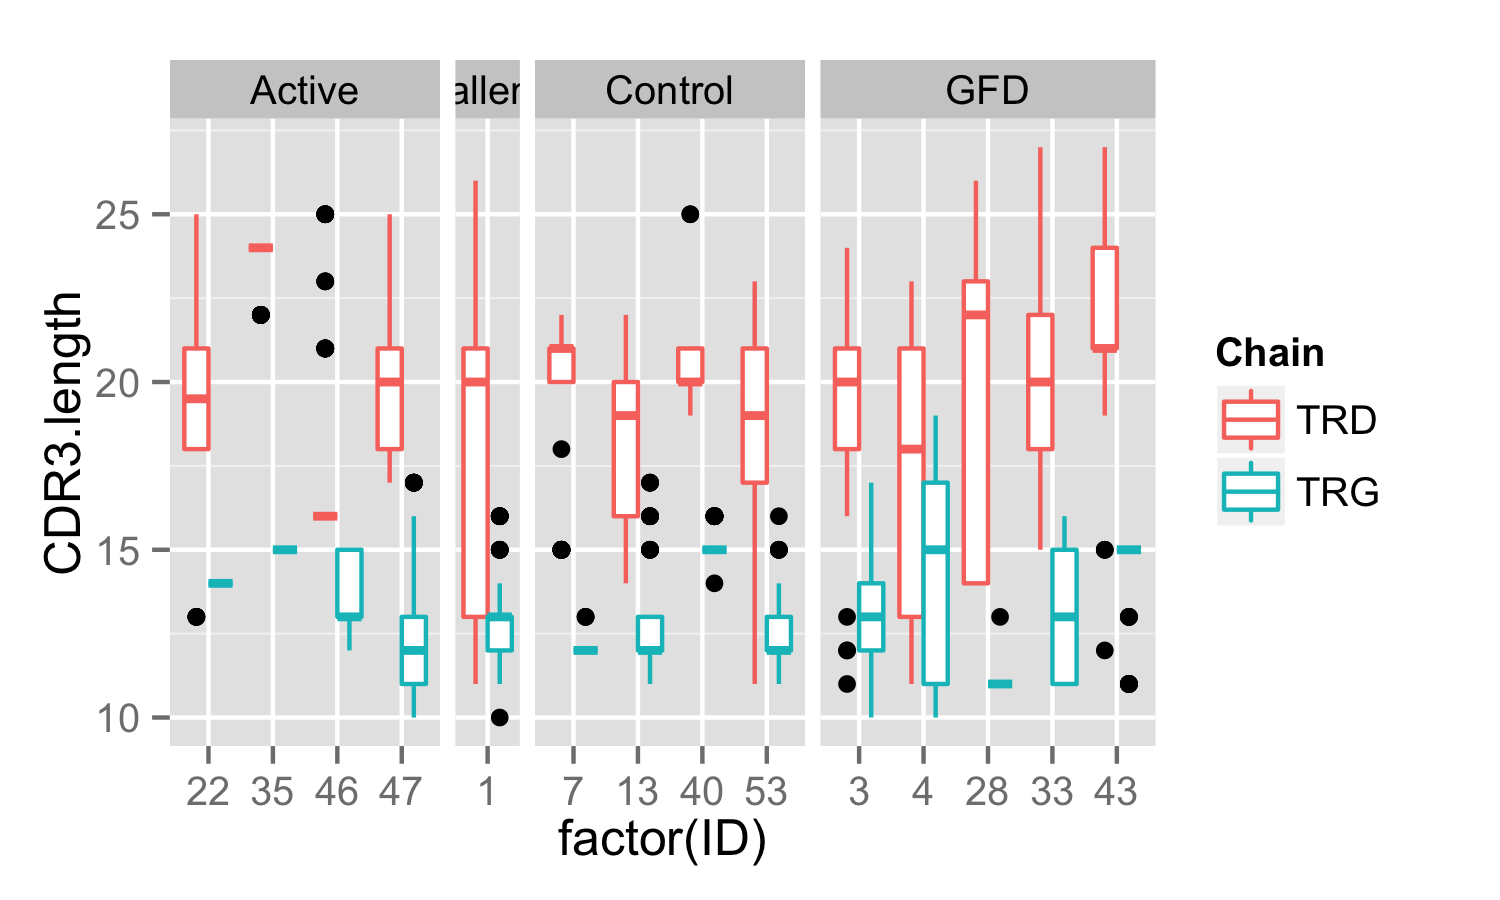 Active aller Control GFD
CDR3.length
25
20
15
10
22 35 46 47 1 7 13 40 53 3 4 28 33 43
factor(ID)
Chain
TRD
TRG